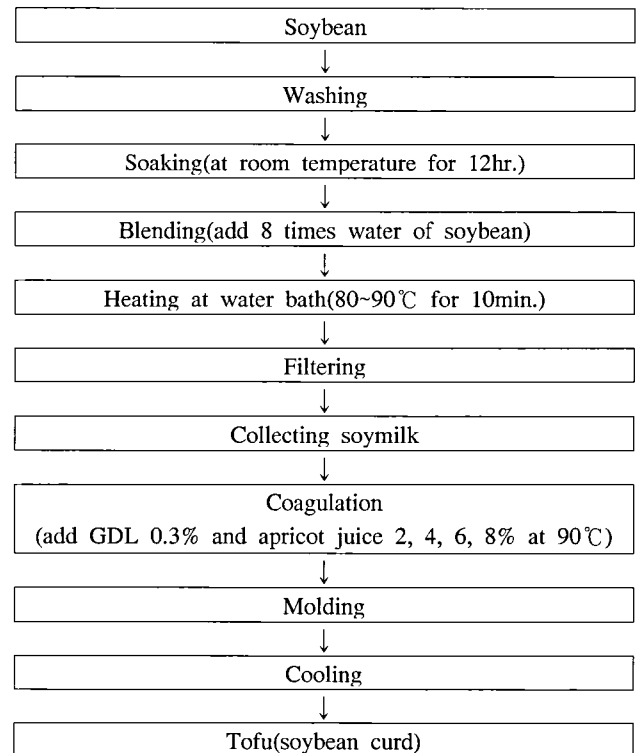 Soybean
↓
Washing
↓
Soaking(at room temperature for 12hr.)
↓
Blending(add 8 times water of soybean)
↓
Heating at water bath(80~90℃ for 10min.)
↓
Filtering
↓
Collecting soymilk
↓
Coagulation
(add GDL 0.3% and apricot juice 2, 4, 6, 8% at 90℃)
↓
Molding
↓
Cooling
↓
Tofu(soybean curd)